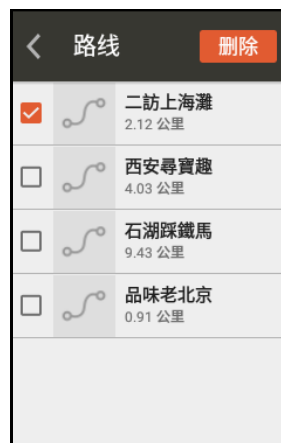 路线
删除
二訪上海灘
2.12 公里
西安尋寶趣
4.03 公里
石湖踩鐵馬
9.43 公里
品味老北京
0.91 公里